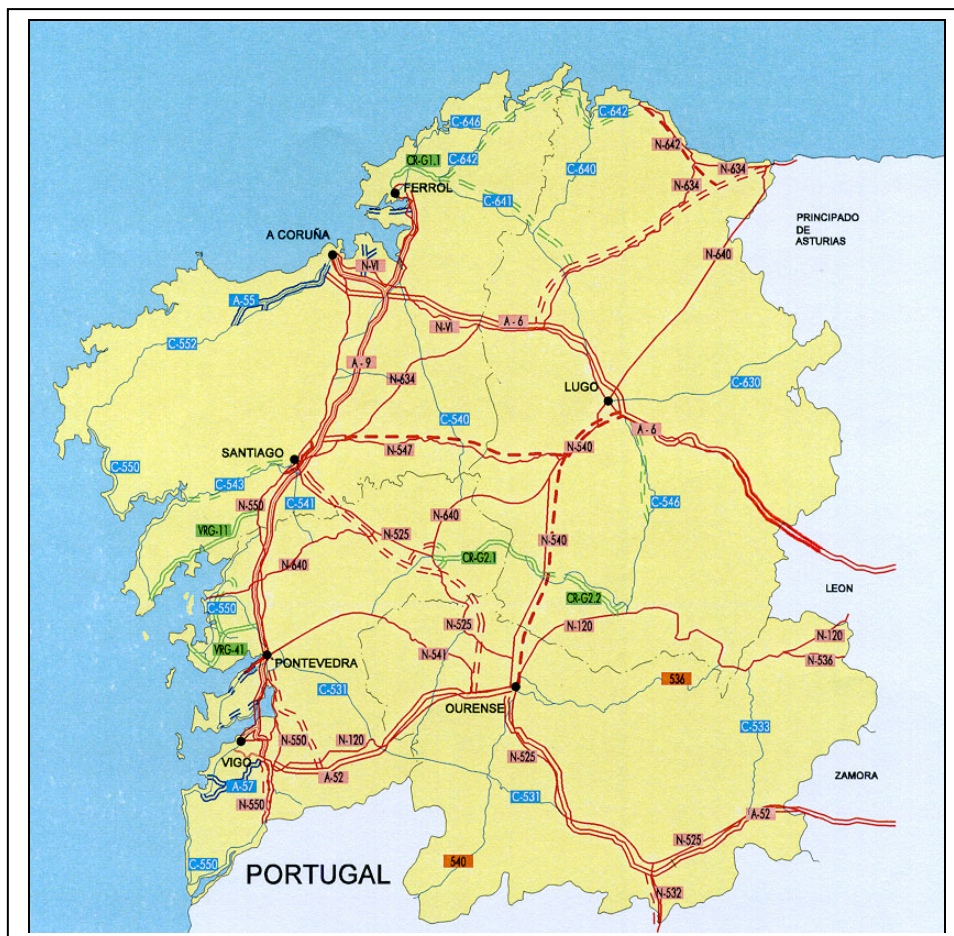 C-642
C-646
N-642
CR-G1.1
C-642
C-640
N-634
FERROL
N-634
C-641
PRINCIPADO
DE
ASTURIAS
A CORUÑA
N-640
N-VI
A-55
A - 6
N-VI
C-552
A - 9
N-634
LUGO
C-630
C-540
A - 6
SANTIAGO
N-547
N-540
C-550
C-543
C-541
C-546
N-550
N-640
VRG-11
N-525
N-540
CR-G2.1
N-640
LEON
C-550
CR-G2.2
N-525
N-120
N-120
VRG-41
N-541
N-536
PONTEVEDRA
536
C-531
OURENSE
C-533
N-550
N-120
VIGO
N-525
A-52
ZAMORA
A-57
C-531
N-550
A-52
N-525
C-550
540
PORTUGAL
N-532